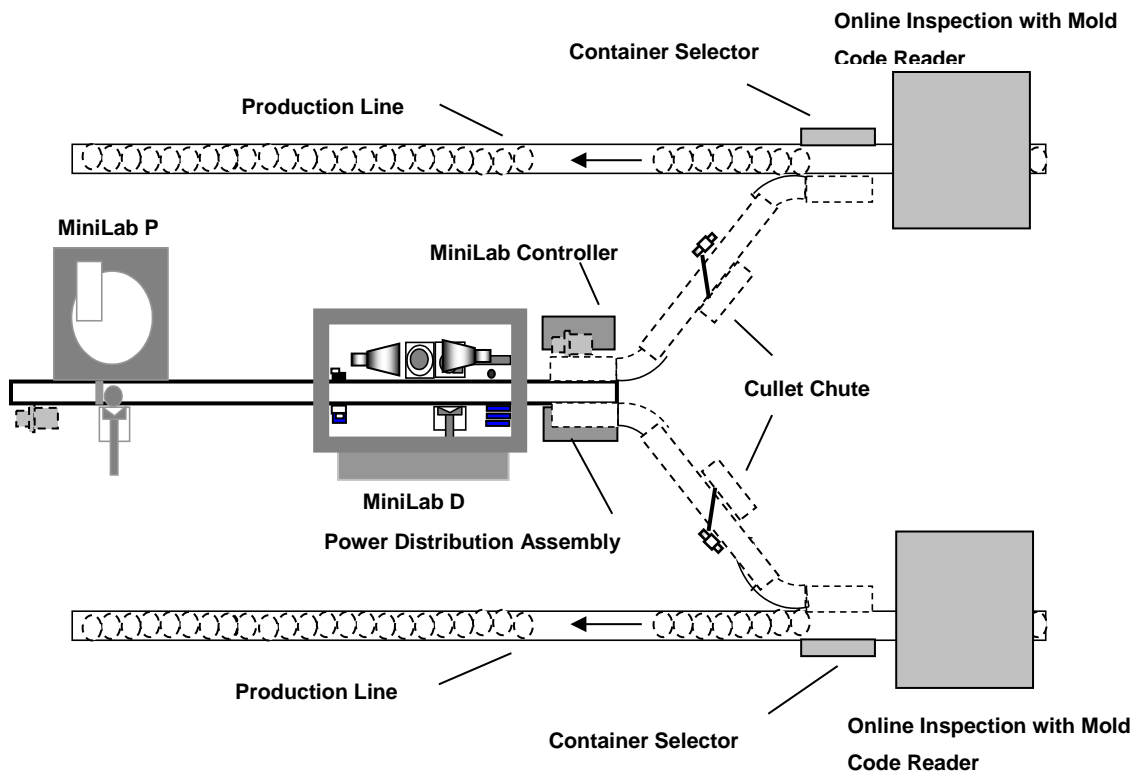 Online Inspection with Mold
Code Reader
Container Selector
Production Line
MiniLab P
MiniLab Controller
Cullet Chute
MiniLab D
Power Distribution Assembly
Production Line
Container Selector
Online Inspection with Mold
Code Reader